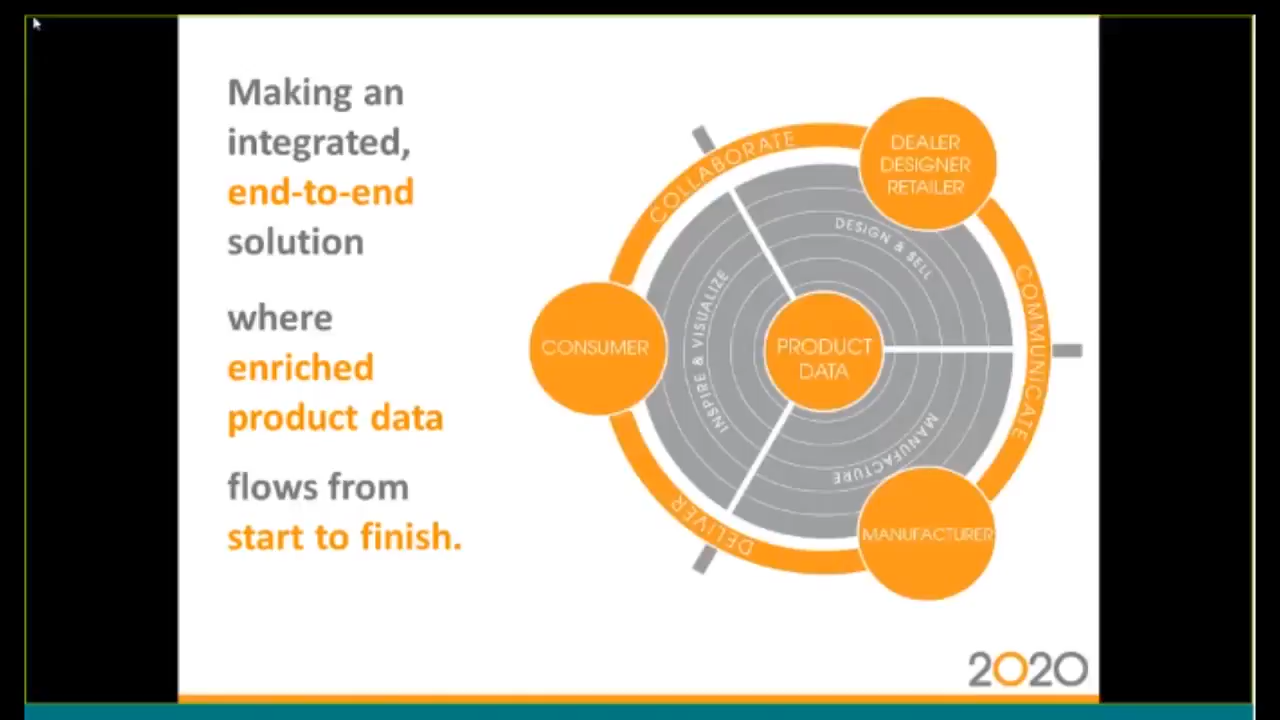 Making an
integrated,
end-to-end
solution
where
enriched
product data
flows from
start to finish.
COLLABORATE
DEALER
DESIGNER
RETAILER
DESIGN & SELL
COMMUNICATE
INSPIRE & VISUALIZE
CONSUMER
PRODUCT
DATA
MANUFACTURE
MANUFACTURER
DELIVER
2020